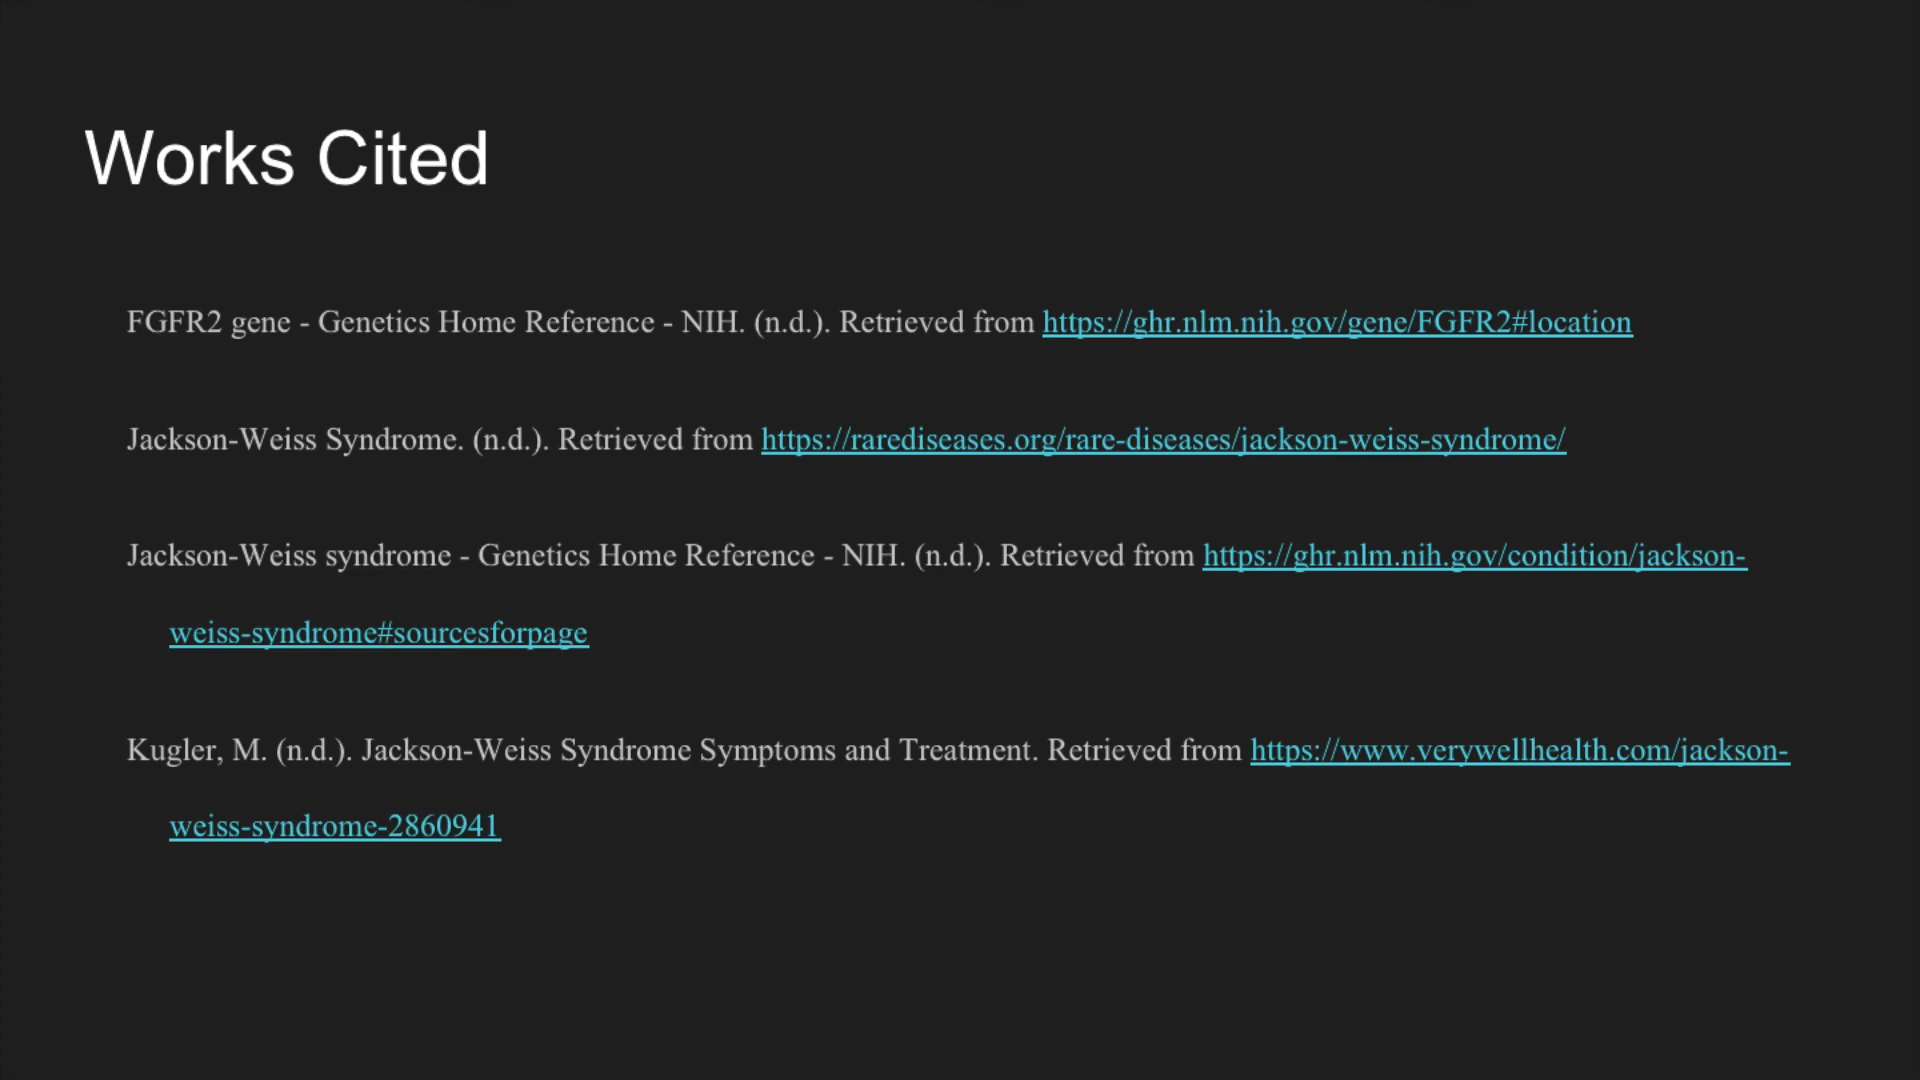 Works Cited
FGFR2 gene - Genetics Home Reference - NIH. (n.d.). Retrieved from https://ghr.nlm.nih.gov/gene/FGFR2#location
Jackson-Weiss Syndrome. (n.d.). Retrieved from https://rarediseases.org/rare-diseases/jackson-weiss-syndrome/
Jackson-Weiss syndrome - Genetics Home Reference - NIH. (n.d.). Retrieved from https://ghr.nlm.nih.gov/condition/jackson-
weiss-syndrome#sourcesforpage
Kugler, M. (n.d.). Jackson-Weiss Syndrome Symptoms and Treatment. Retrieved from https://www.verywellhealth.com/jackson-
weiss-syndrome-2860941